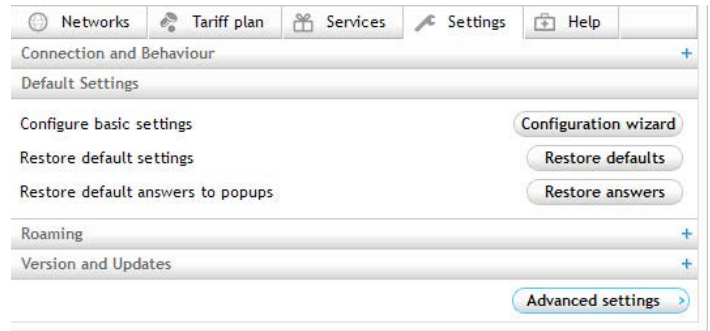 Networks Tariff plan Services Settings Help
Connection and Behaviour +
Default Settings
Configure basic settings Configuration wizard
Restore default settings Restore defaults
Restore default answers to popups Restore answers
Roaming +
Version and Updates +
Advanced settings >